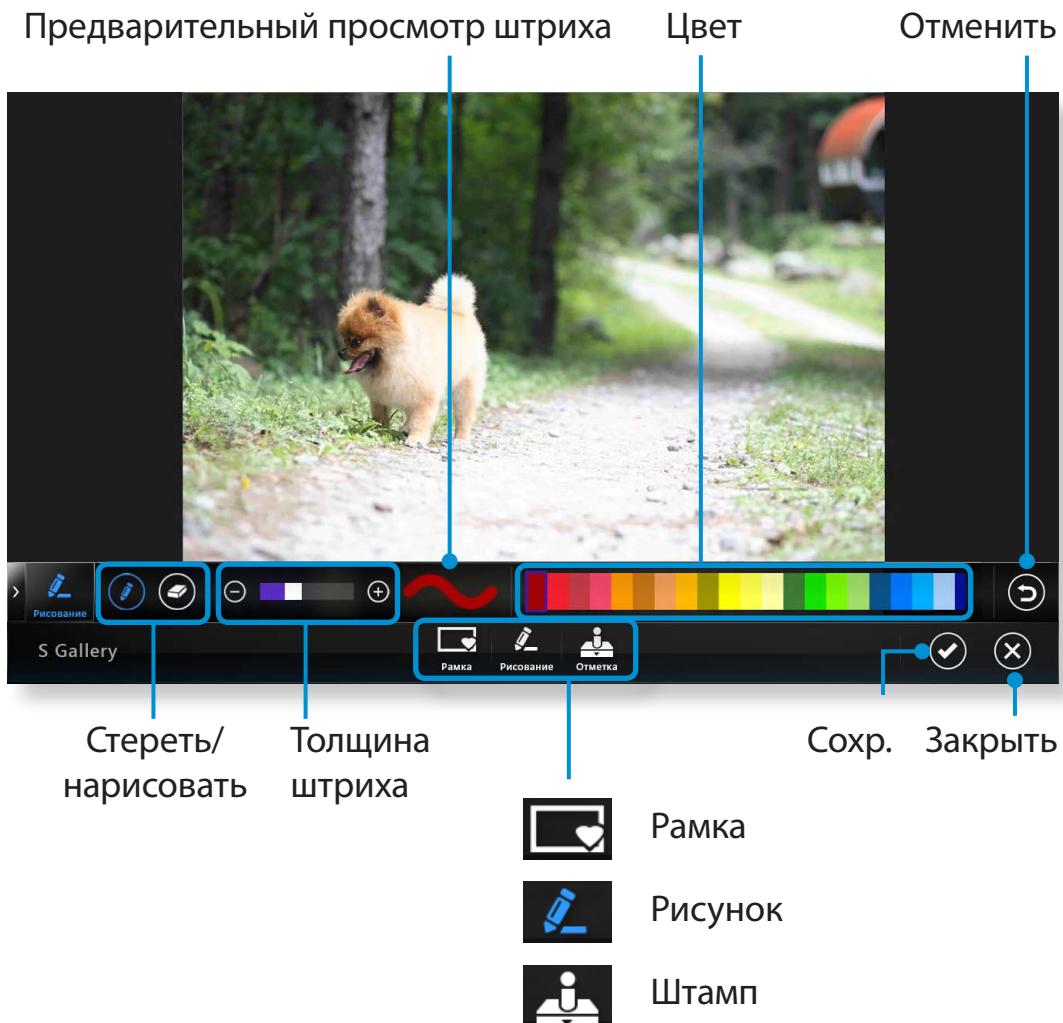 Предварительный просмотр штриха Цвет Отменить
Рисование
S Gallery
Рамка Рисование Отметка
Стереть/
нарисовать
Толщина
штриха
Сохр. Закрыть
Рамка
Рисунок
Штамп